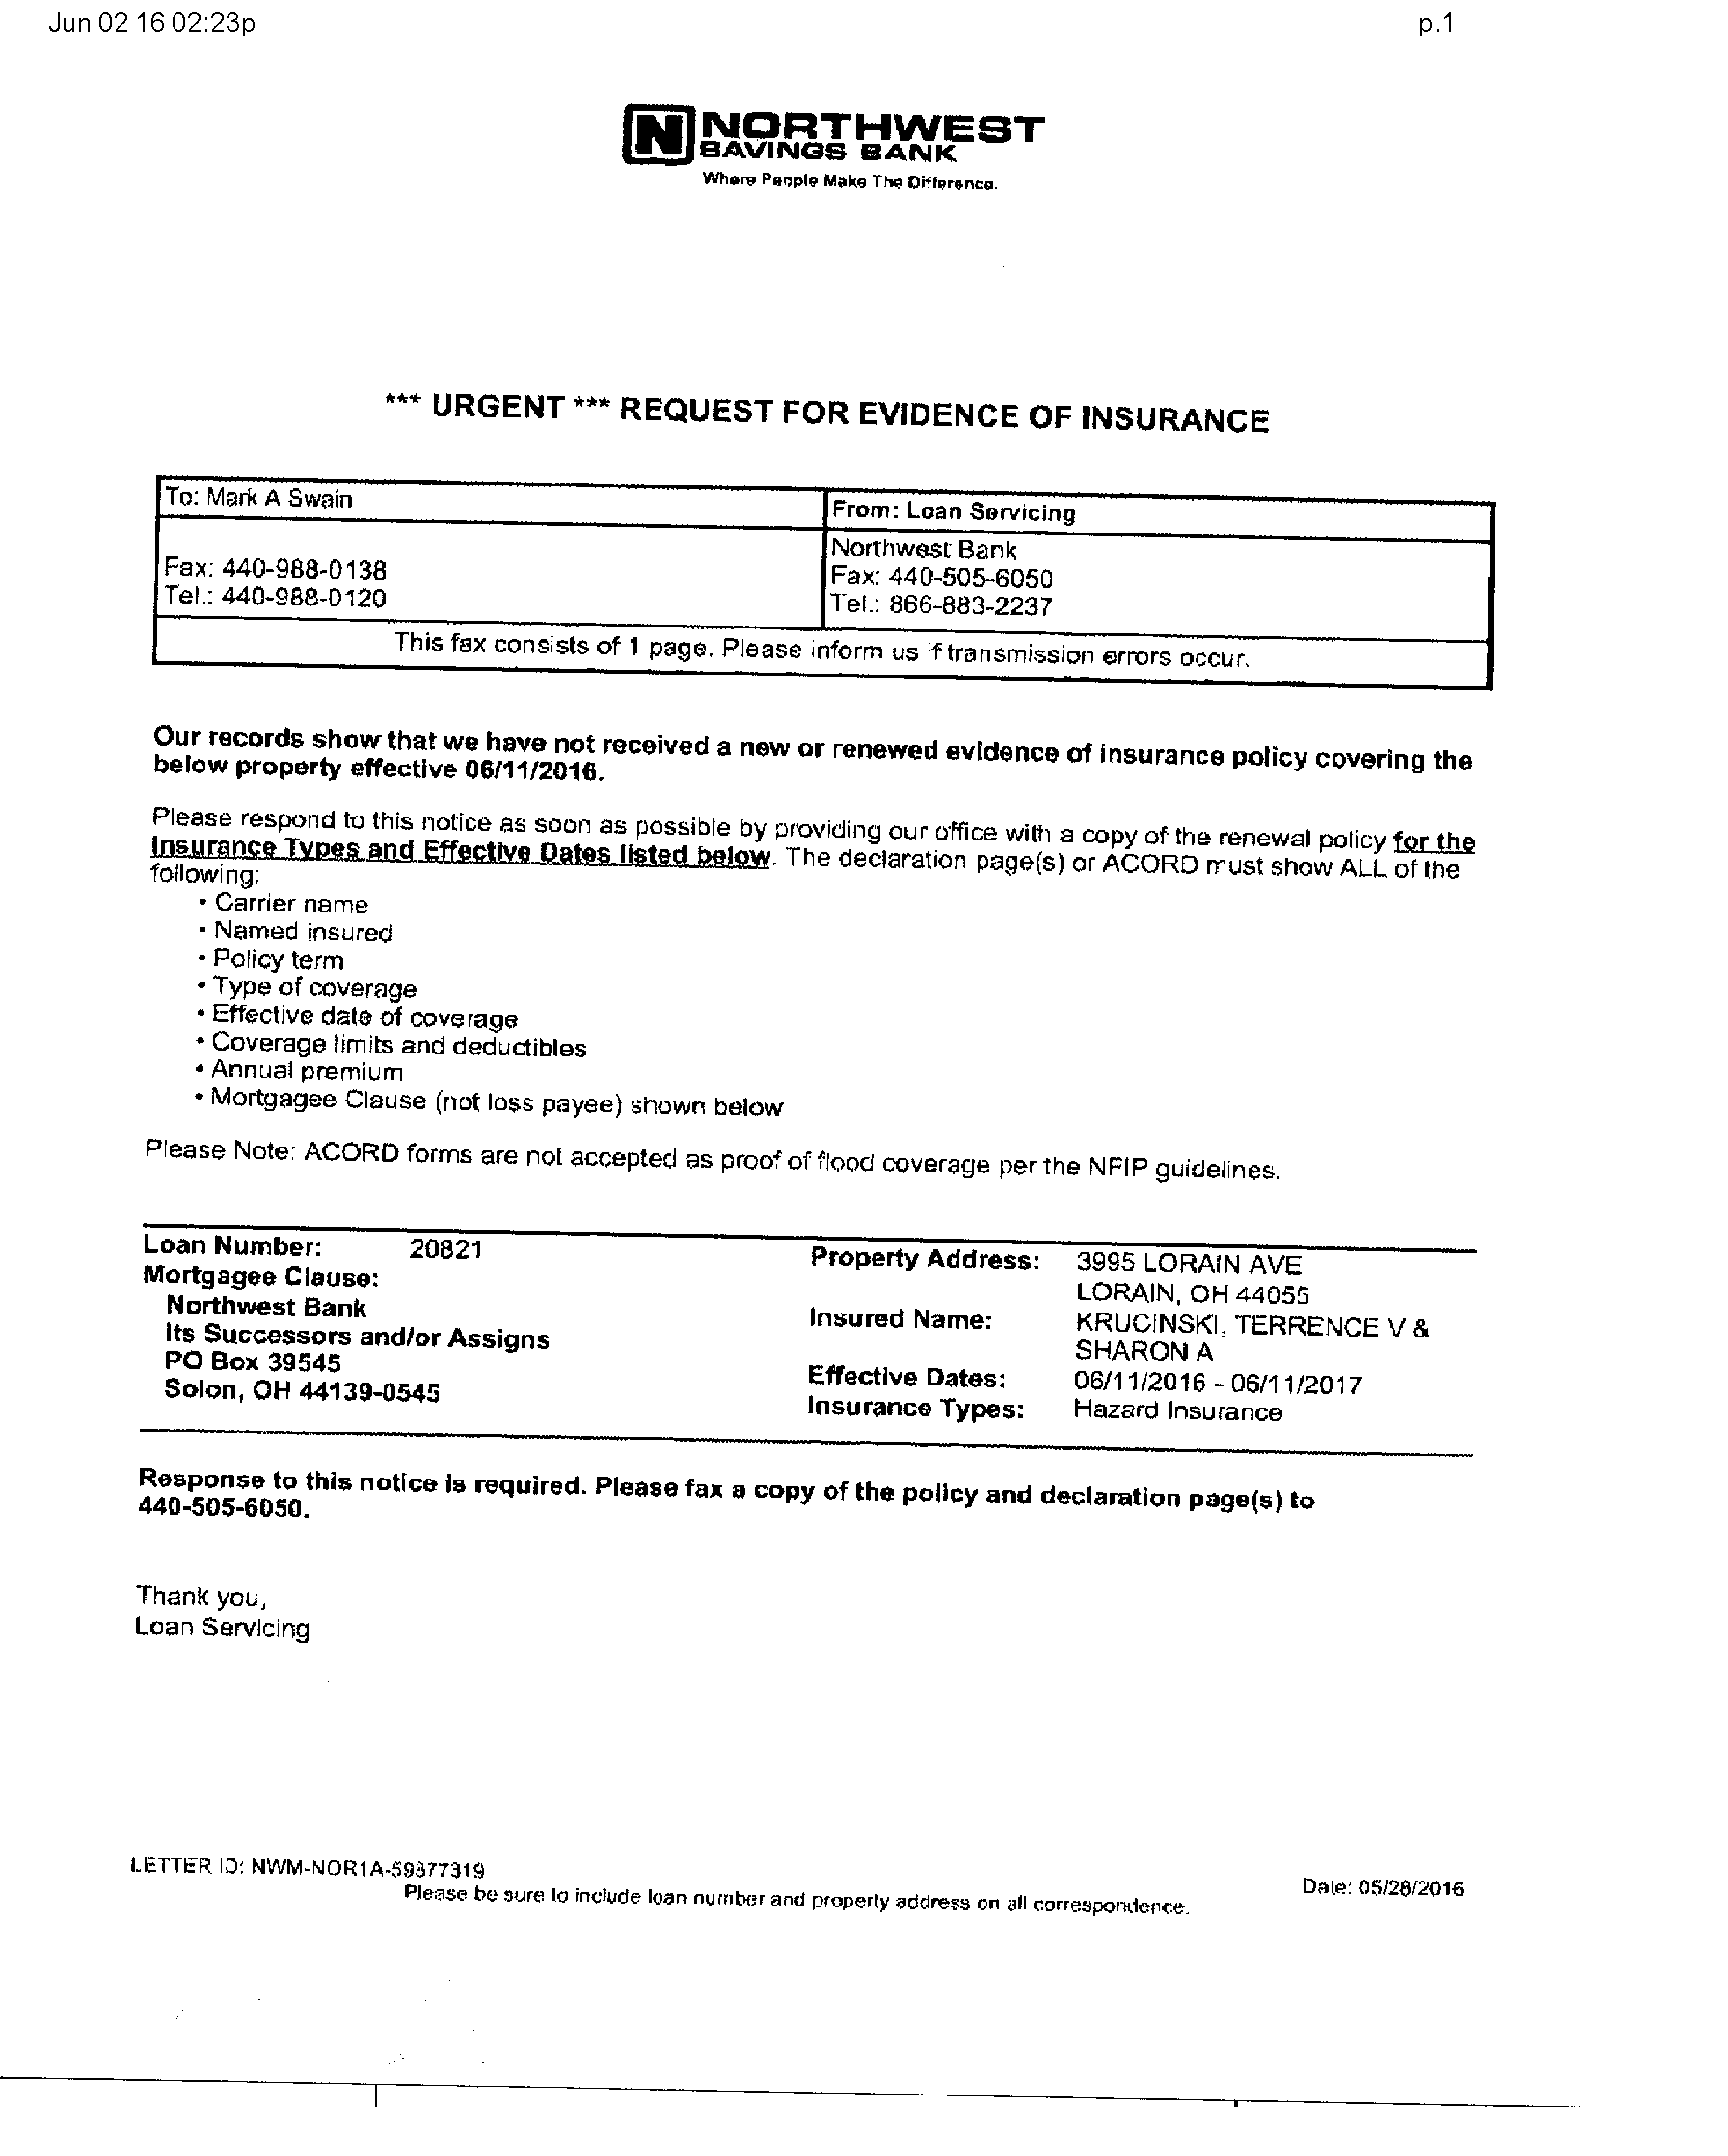 Jun 02 16 02:23p
p.1
N NORTHWEST
SAVINGS BANK
Where People Make The Difference.
*** URGENT *** REQUEST FOR EVIDENCE OF INSURANCE
To: Mark A Swain
From: Loan Servicing
Fax: 440-988-0138
Tel.: 440-988-0120
Northwest Bank
Fax: 440-505-6050
Tel.: 866-883-2237
This fax consists of 1 page. Please inform us if transmission errors occur.
Our records show that we have not received a new or renewed evidence of insurance policy covering the
below property effective 06/11/2016.
Please respond to this notice as soon as possible by providing our office with a copy of the renewal policy for the
Insurance Types and Effective Dates listed below. The declaration page(s) or ACORD must show ALL of the
following:
• Carrier name
• Named insured
• Policy term
• Type of coverage
• Effective date of coverage
• Coverage limits and deductibles
• Annual premium
• Mortgagee Clause (not loss payee) shown below
Please Note: ACORD forms are not accepted as proof of flood coverage per the NFIP guidelines.
Loan Number: 20821
Mortgagee Clause:
Northwest Bank
Its Successors and/or Assigns
PO Box 39545
Solon, OH 44139-0545
Property Address: 3995 LORAIN AVE
LORAIN, OH 44055
Insured Name: KRUCINSKI, TERRENCE V &
SHARON A
Effective Dates: 06/11/2016 - 06/11/2017
Insurance Types: Hazard Insurance
Response to this notice is required. Please fax a copy of the policy and declaration page(s) to
440-505-6050.
Thank you,
Loan Servicing
LETTER ID: NWM-NOR1A-59377319
Please be sure to include loan number and property address on all correspondence.
Date: 05/28/2016